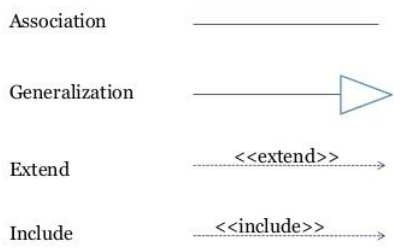 Association
Generalization
Extend <<extend>>
Include <<include>>